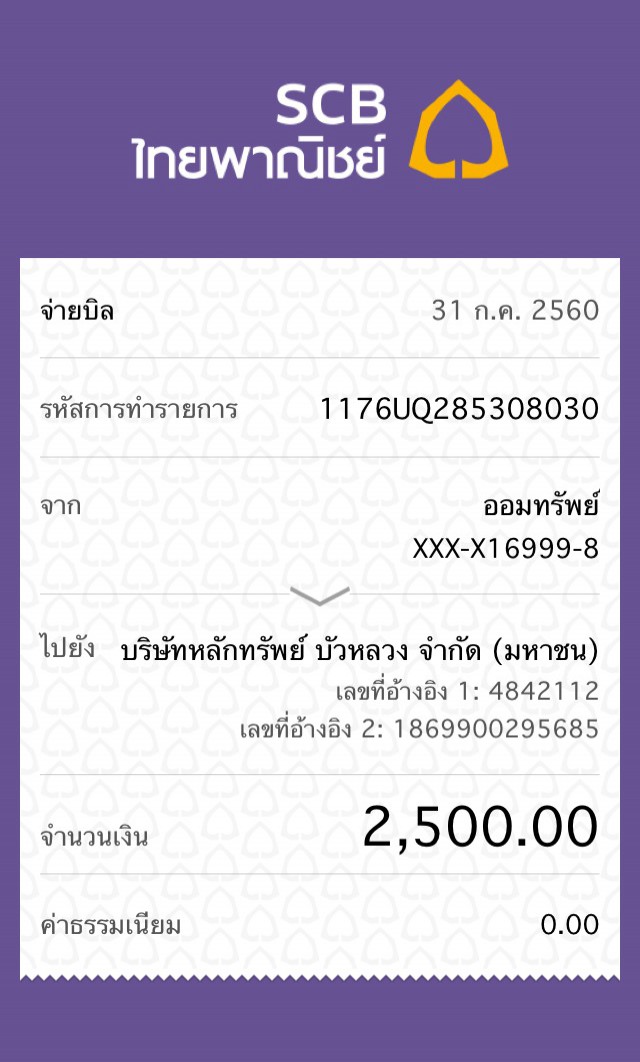 SCB
ไทยพาณิชย์
จ่ายบิล 31 ก.ค. 2560
รหัสการทำรายการ 1176UQ285308030
จาก ออมทรัพย์
XXX-X16999-8
ไปยัง บริษัทหลักทรัพย์ บัวหลวง จำกัด (มหาชน)
เลขที่อ้างอิง 1: 4842112
เลขที่อ้างอิง 2: 1869900295685
จำนวนเงิน 2,500.00
ค่าธรรมเนียม 0.00